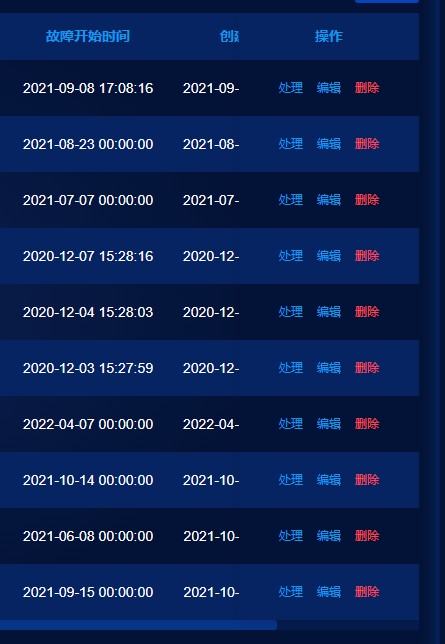 故障开始时间 创 操作
2021-09-08 17:08:16 2021-09- 处理 编辑 删除
2021-08-23 00:00:00 2021-08- 处理 编辑 删除
2021-07-07 00:00:00 2021-07- 处理 编辑 删除
2020-12-07 15:28:16 2020-12- 处理 编辑 删除
2020-12-04 15:28:03 2020-12- 处理 编辑 删除
2020-12-03 15:27:59 2020-12- 处理 编辑 删除
2022-04-07 00:00:00 2022-04- 处理 编辑 删除
2021-10-14 00:00:00 2021-10- 处理 编辑 删除
2021-06-08 00:00:00 2021-10- 处理 编辑 删除
2021-09-15 00:00:00 2021-10- 处理 编辑 删除